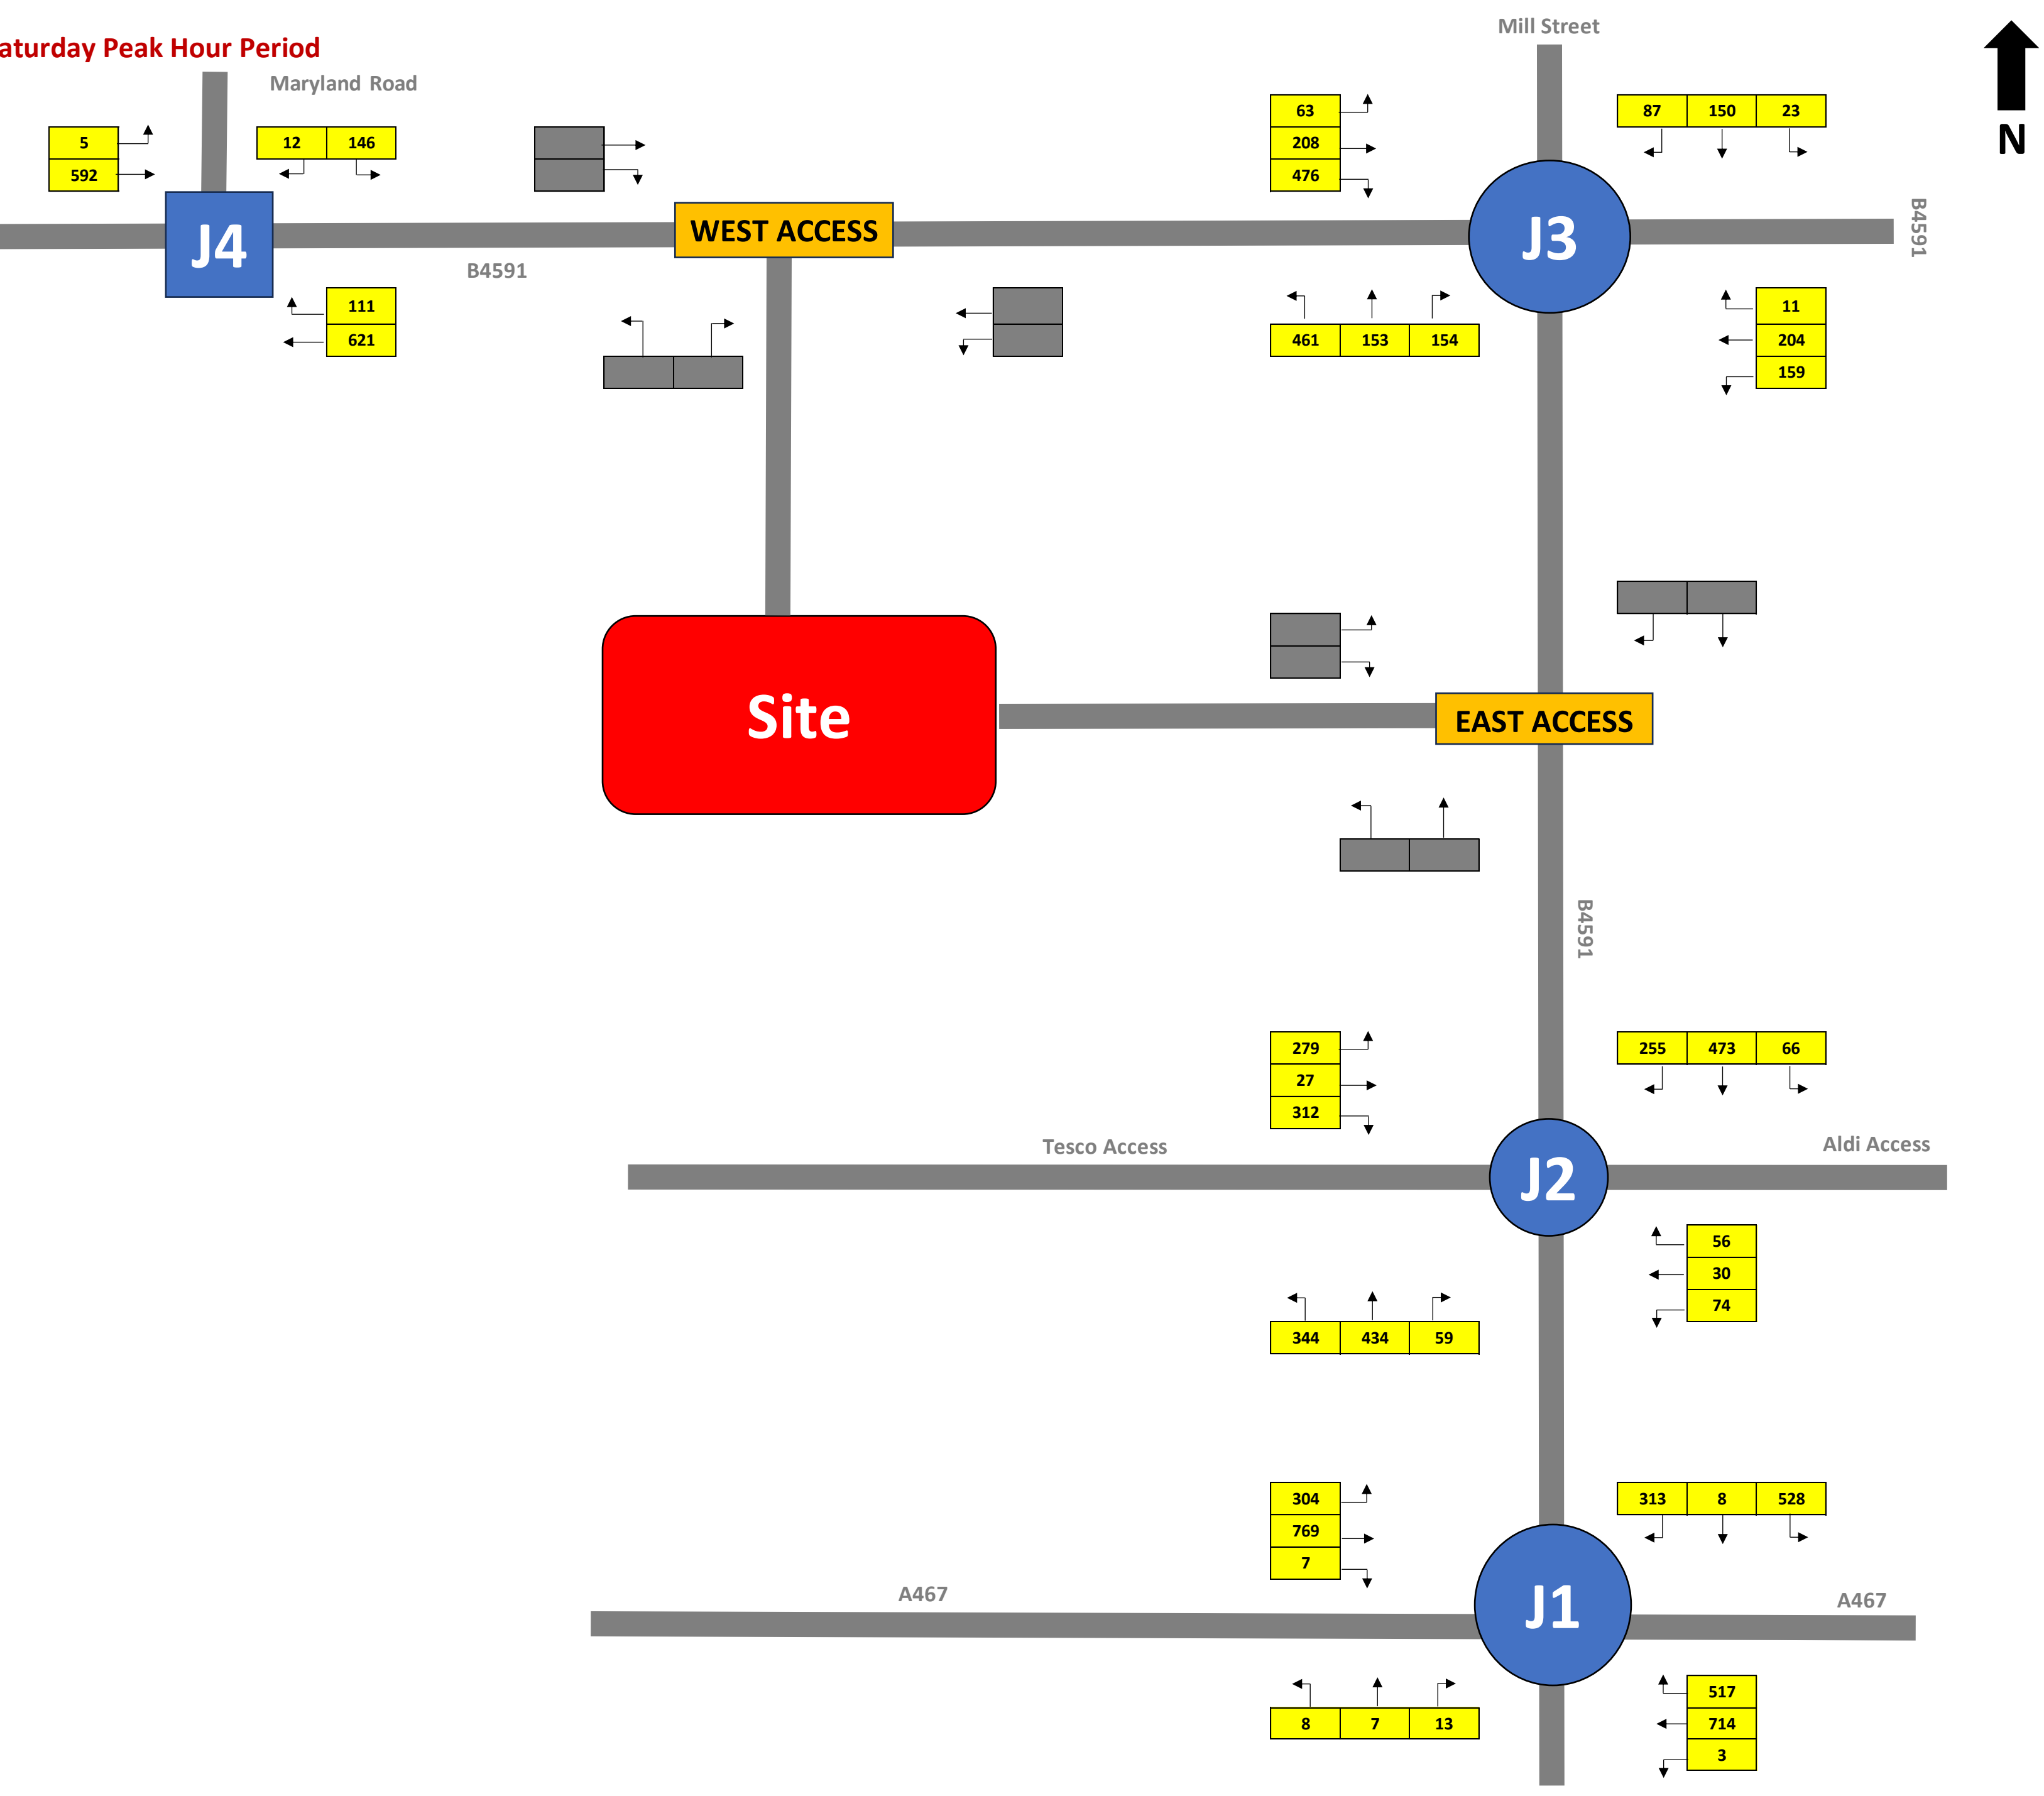 Mill Street
aturday Peak Hour Period
Maryland Road
N
63
87 150 23
5
12 146
208
592
476
B4591
J4
WEST ACCESS
J3
B4591
111
11
621
461 153 154
204
159
Site
EAST ACCESS
B4591
279
255 473 66
27
312
Tesco Access
Aldi Access
J2
56
30
74
344 434 59
304
313 8 528
769
7
A467
A467
J1
517
8 7 13
714
3